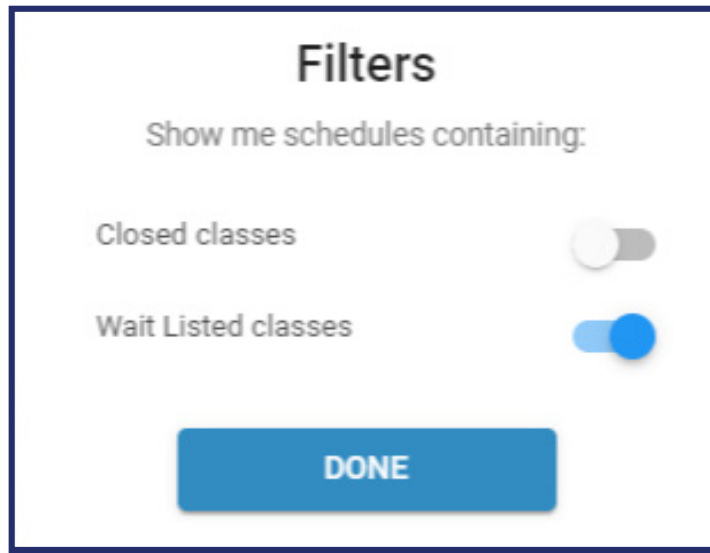 Filters
Show me schedules containing:
Closed classes
Wait Listed classes
DONE